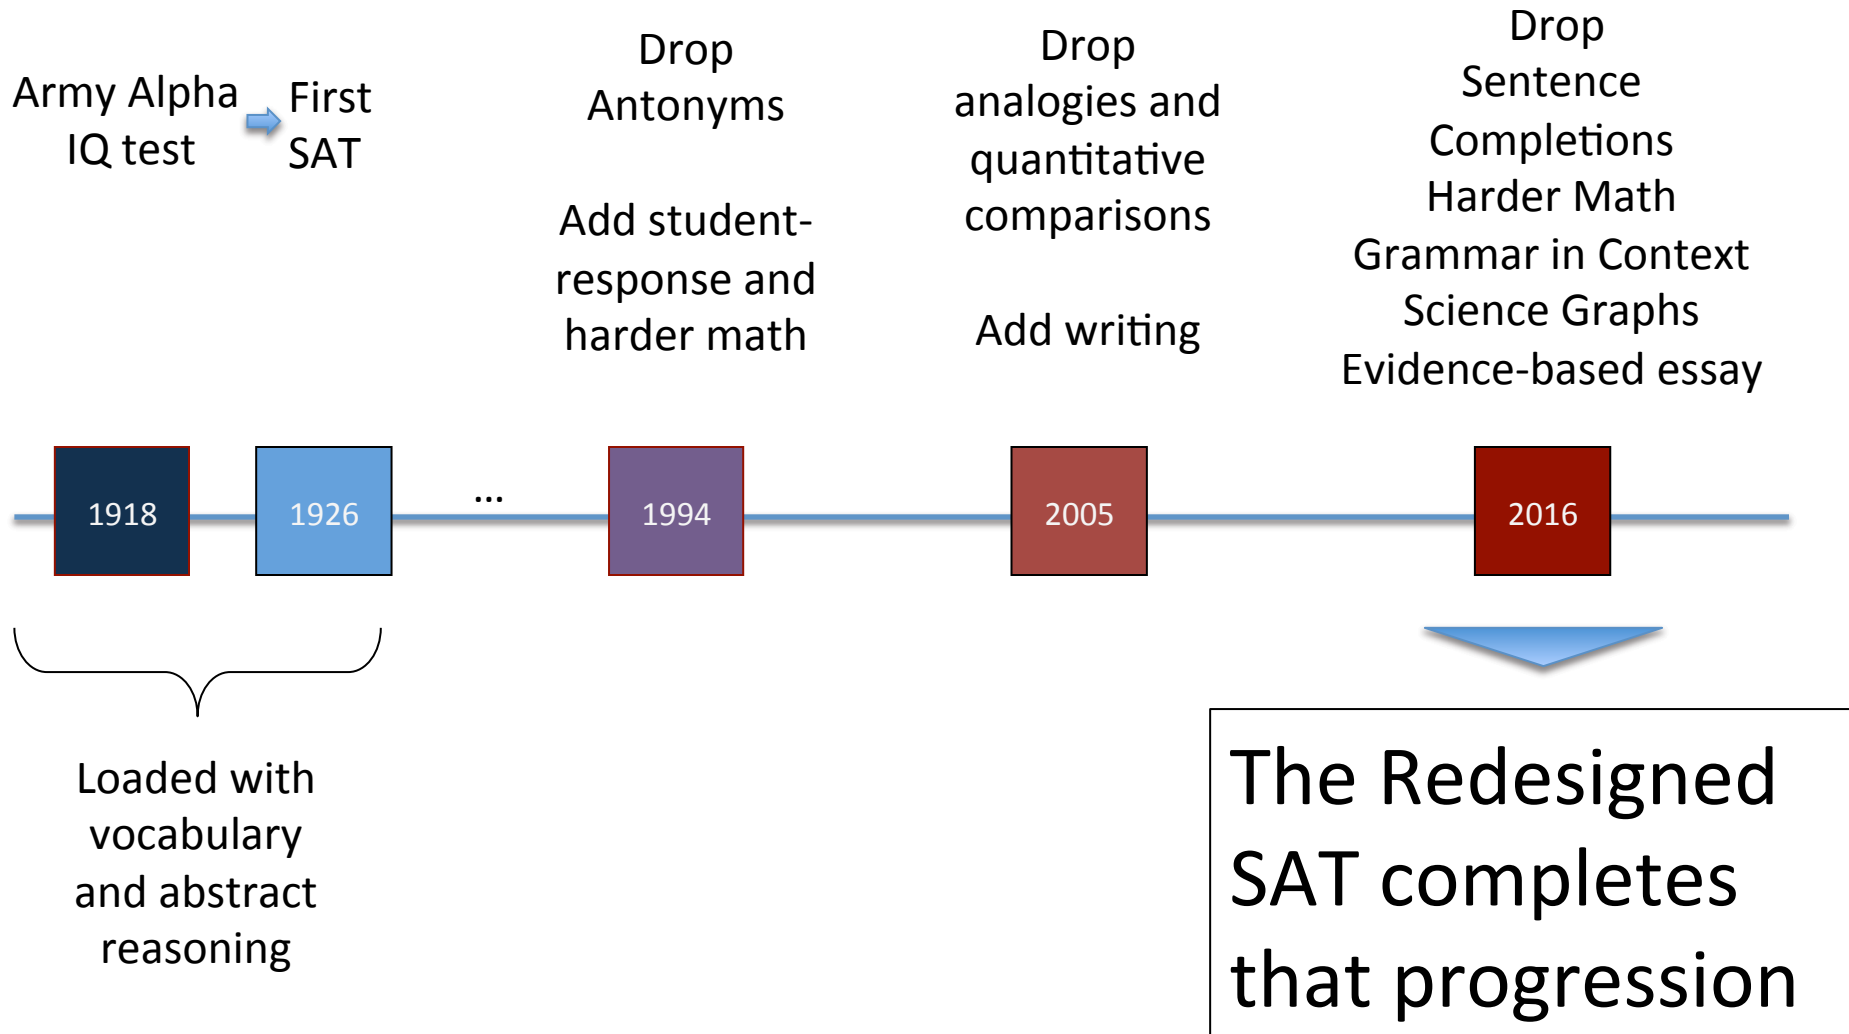 Army Alpha
IQ test
First
SAT
Drop
Antonyms
Add student-
response and
harder math
Drop
analogies and
quantitative
comparisons
Add writing
Drop
Sentence
Completions
Harder Math
Grammar in Context
Science Graphs
Evidence-based essay
1918
1926
...
1994
2005
2016
Loaded with
vocabulary
and abstract
reasoning
The Redesigned
SAT completes
that progression